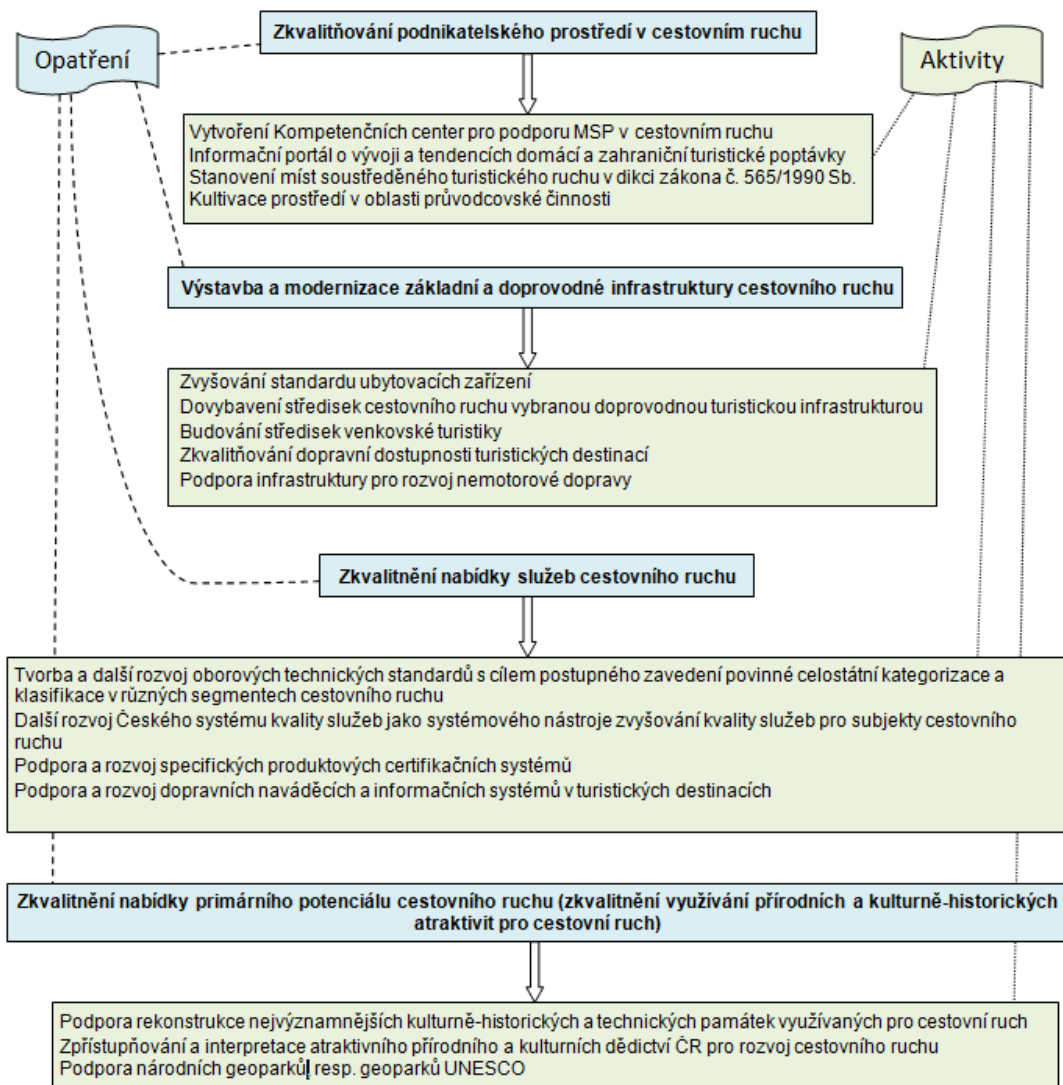 Zkvalitňování podnikatelského prostředí v cestovním ruchu
Opatření
Aktivity
Vytvoření Kompetenčních center pro podporu MSP v cestovním ruchu
Informační portál o vývoji a tendencích domácí a zahraniční turistické poptávky
Stanovení míst soustředěného turistického ruchu v dikci zákona č. 565/1990 Sb.
Kultivace prostředí v oblasti průvodcovské činnosti
Výstavba a modernizace základní a doprovodné infrastruktury cestovního ruchu
Zvyšování standardu ubytovacích zařízení
Dovybavení středisek cestovního ruchu vybranou doprovodnou turistickou infrastrukturou
Budování středisek venkovské turistiky
Zkvalitňování dopravní dostupnosti turistických destinací
Podpora infrastruktury pro rozvoj nemotorové dopravy
Zkvalitnění nabídky služeb cestovního ruchu
Tvorba a další rozvoj oborových technických standardů s cílem postupného zavedení povinné celostátní kategorizace a
klasifikace v různých segmentech cestovního ruchu
Další rozvoj Českého systému kvality služeb jako systémového nástroje zvyšování kvality služeb pro subjekty cestovního
ruchu
Podpora a rozvoj specifických produktových certifikačních systémů
Podpora a rozvoj dopravních naváděcích a informačních systémů v turistických destinacích
Zkvalitnění nabídky primárního potenciálu cestovního ruchu (zkvalitnění využívání přírodních a kulturně-historických
atraktivit pro cestovní ruch)
Podpora rekonstrukce nejvýznamnějších kulturně-historických a technických památek využívaných pro cestovní ruch
Zpřístupňování a interpretace atraktivního přírodního a kulturních dědictví ČR pro rozvoj cestovního ruchu
Podpora národních geoparků, resp. geoparků UNESCO